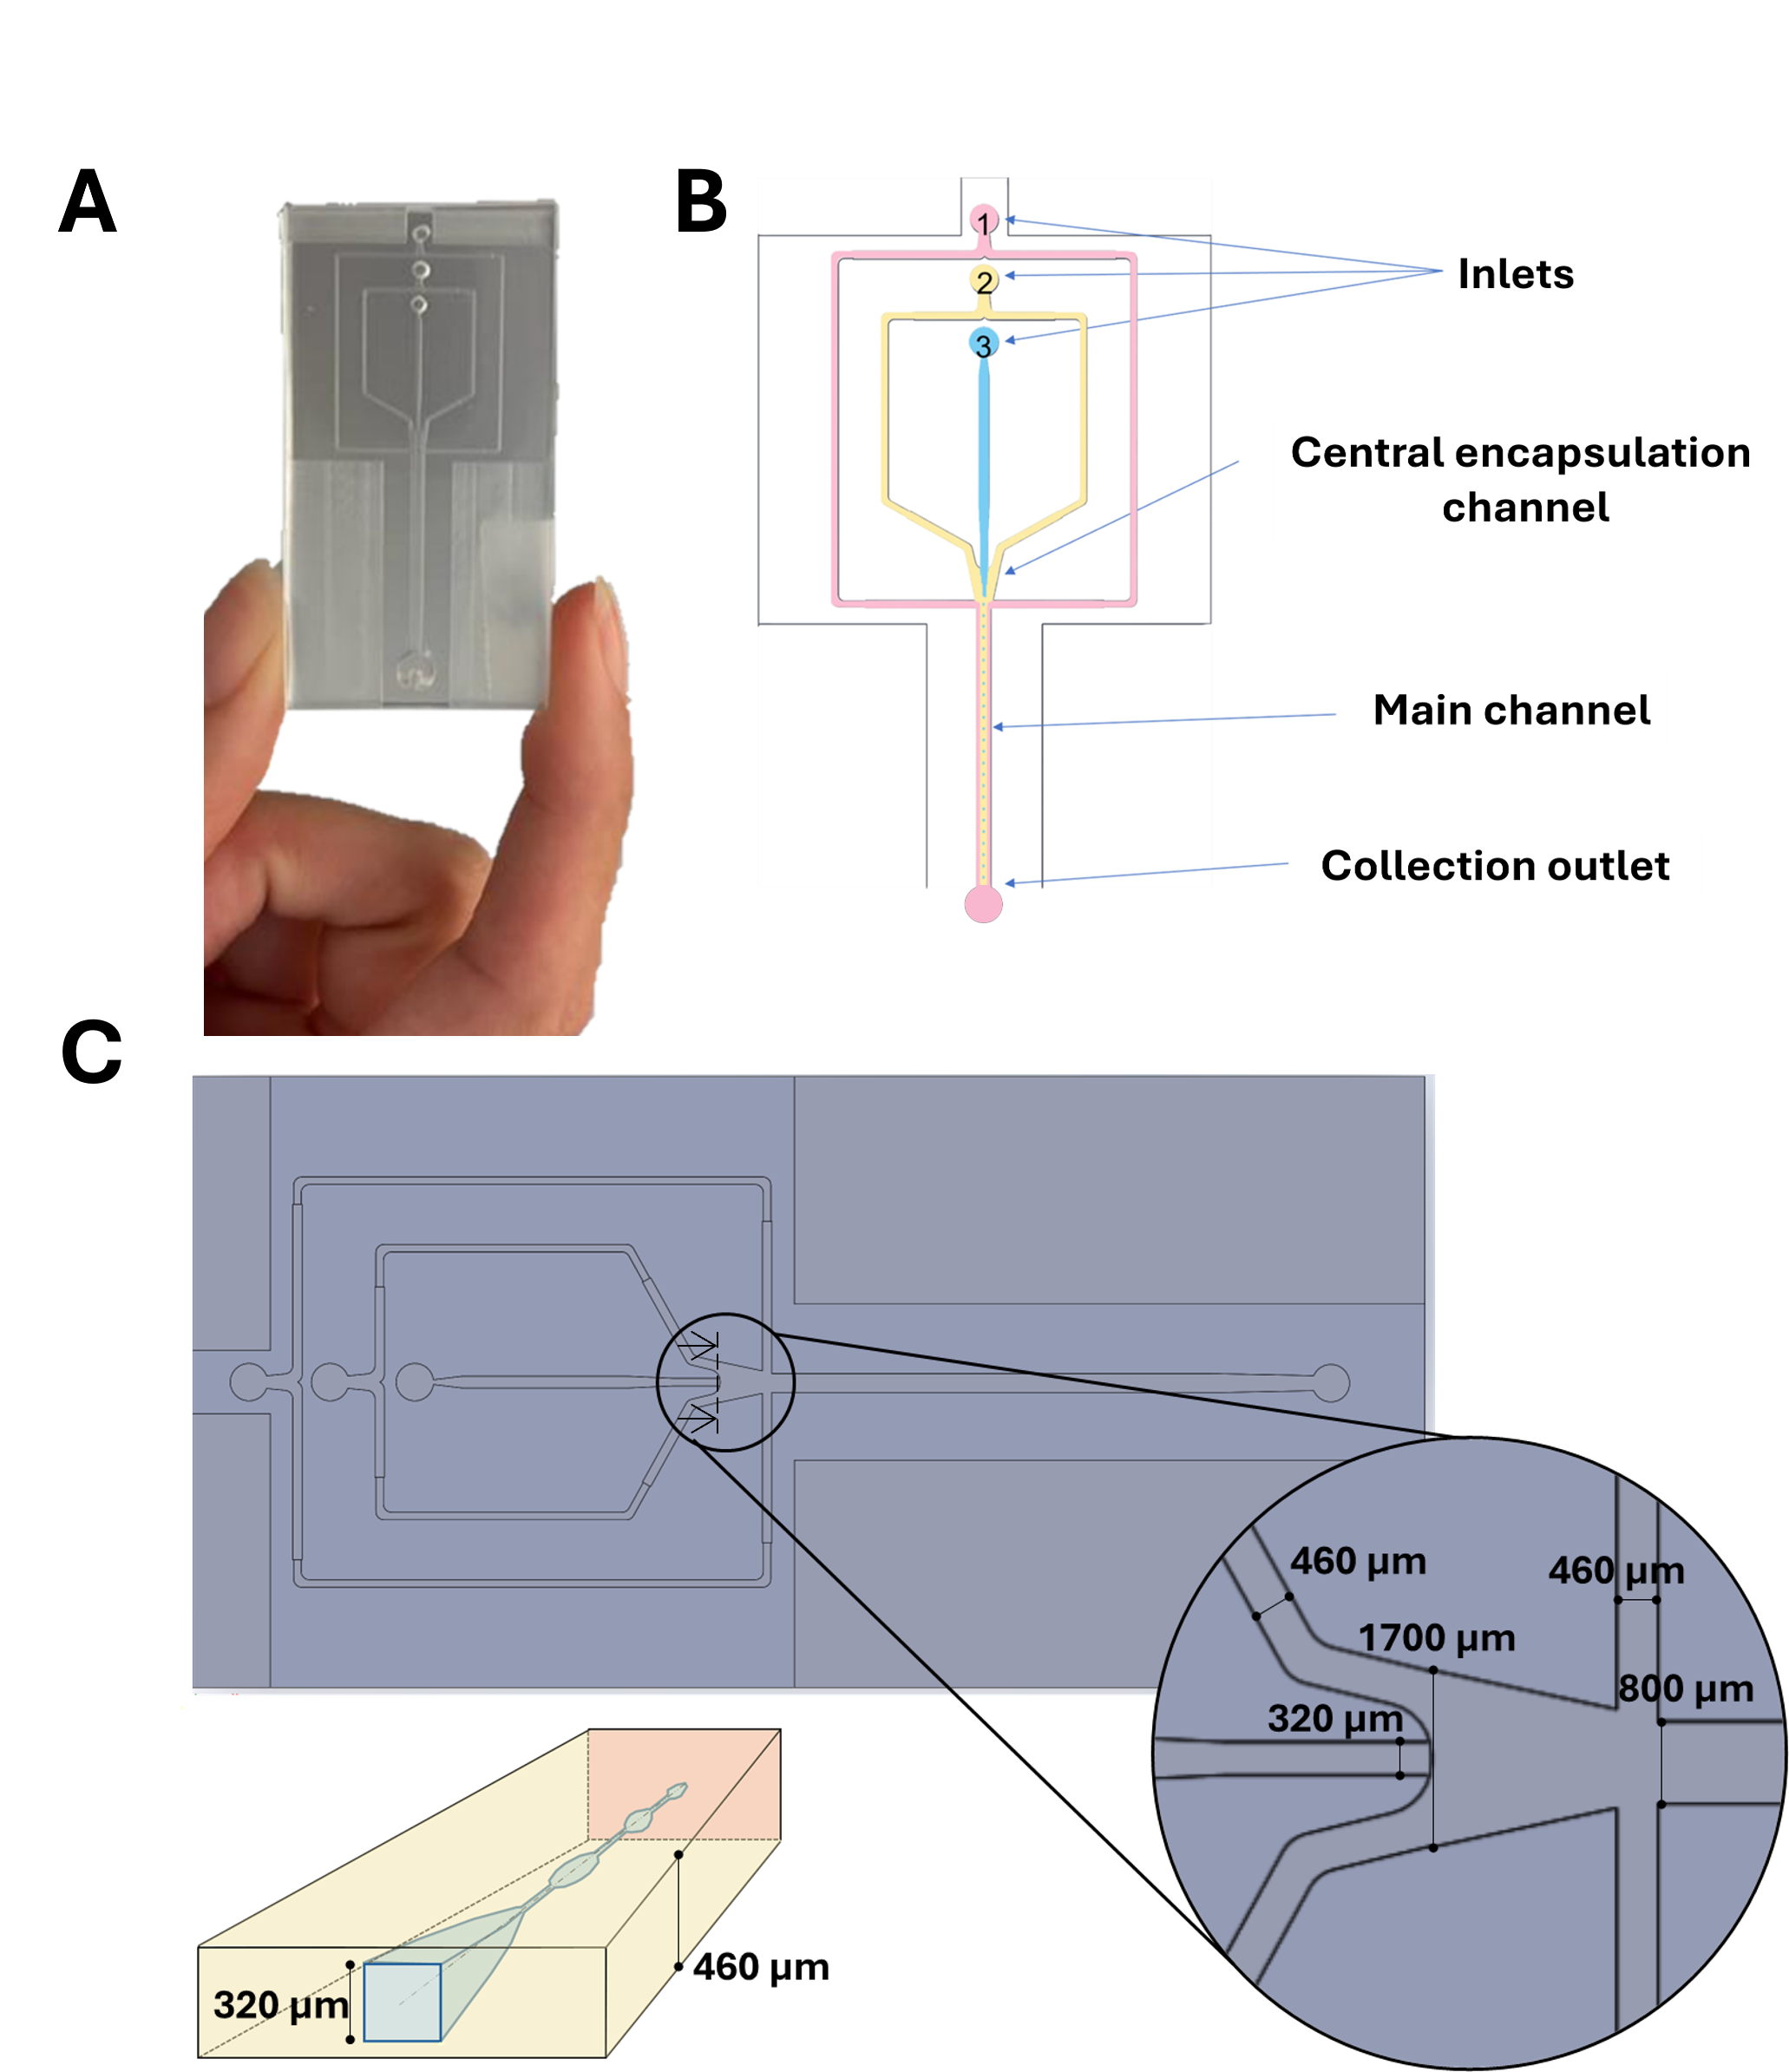 A
B
1
2
3
Inlets
Central encapsulation
channel
Main channel
Collection outlet
C
460 µm
460 µm
1700 µm
800 µm
320 µm
460 µm
320 µm